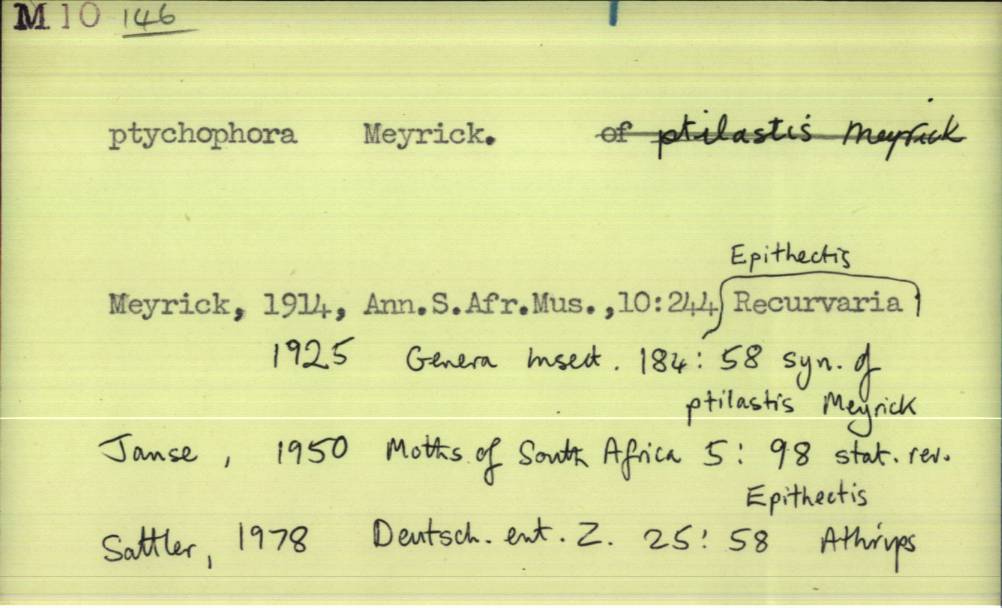 M10 146
ptychophora Meyrick. of ptilastis Meyrick
Epithectis
Meyrick, 1914, Ann.S.Afr.Mus.,10:244 Recurvaria
1925 Genera Insect. 184: 58 syn. of
ptilastis Meyrick
Janse, 1950 Moths of South Africa 5: 98 stat. rev.
Epithectis
Sattler, 1978 Deutsch. ent. Z. 25: 58 Athrips